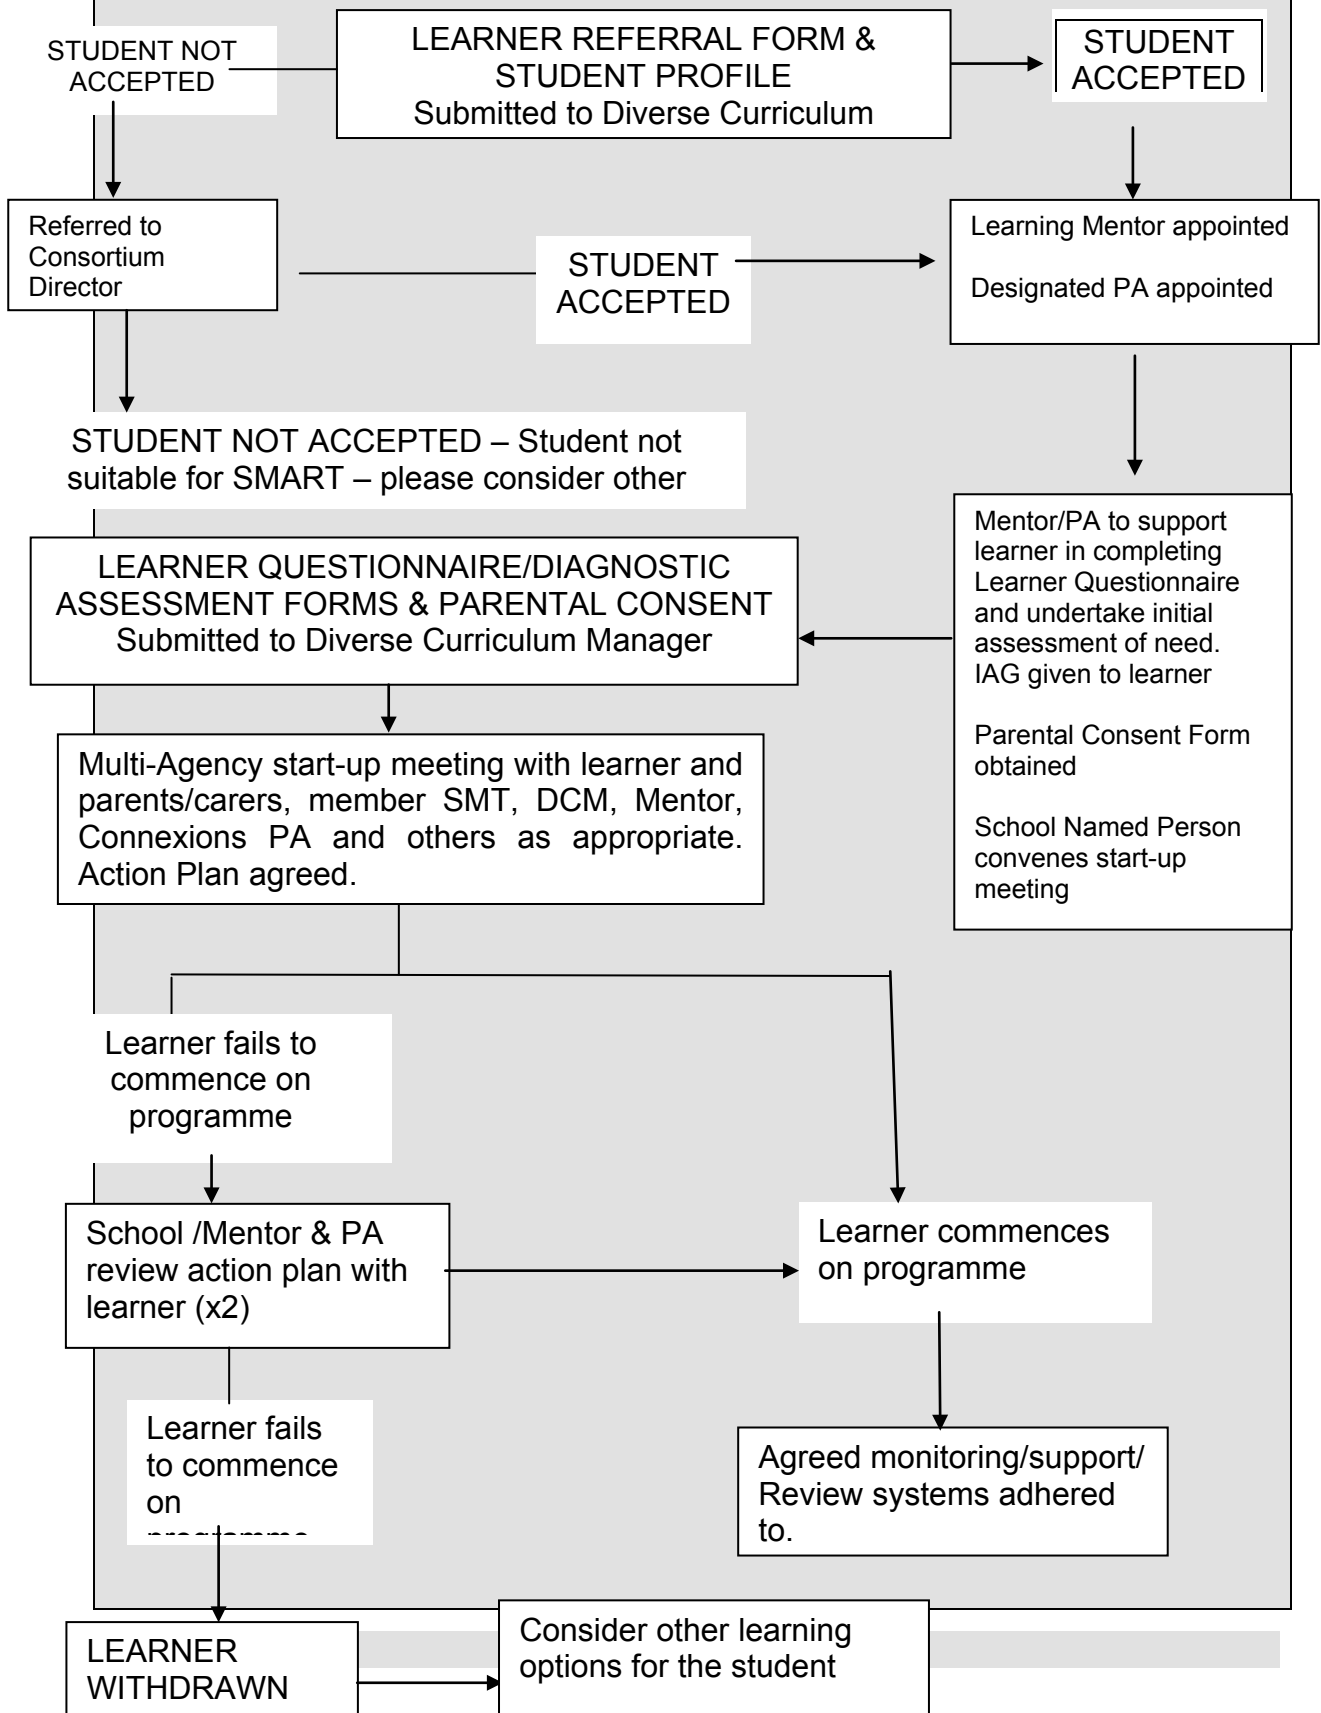 STUDENT NOT
ACCEPTED
LEARNER REFERRAL FORM &
STUDENT PROFILE
Submitted to Diverse Curriculum
STUDENT
ACCEPTED
Referred to
Consortium
Director
STUDENT
ACCEPTED
Learning Mentor appointed
Designated PA appointed
STUDENT NOT ACCEPTED – Student not
suitable for SMART – please consider other
Mentor/PA to support
learner in completing
Learner Questionnaire
and undertake initial
assessment of need.
IAG given to learner
Parental Consent Form
obtained
School Named Person
convenes start-up
meeting
LEARNER QUESTIONNAIRE/DIAGNOSTIC
ASSESSMENT FORMS & PARENTAL CONSENT
Submitted to Diverse Curriculum Manager
Multi-Agency start-up meeting with learner and
parents/carers, member SMT, DCM, Mentor,
Connexions PA and others as appropriate.
Action Plan agreed.
Learner fails to
commence on
programme
School /Mentor & PA
review action plan with
learner (x2)
Learner commences
on programme
Learner fails
to commence
on
programme
Agreed monitoring/support/
Review systems adhered
to.
LEARNER
WITHDRAWN
Consider other learning
options for the student